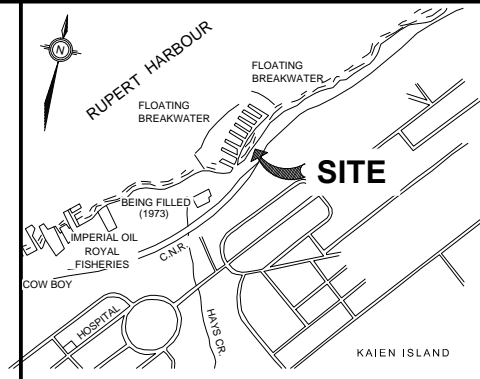 N
RUPERT HARBOUR
FLOATING
BREAKWATER
FLOATING
BREAKWATER
SITE
BEING FILLED
(1973)
IMPERIAL OIL
ROYAL
FISHERIES
C.N.R.
COW BOY
HOSPITAL
HAYS CR.
KAIEN ISLAND